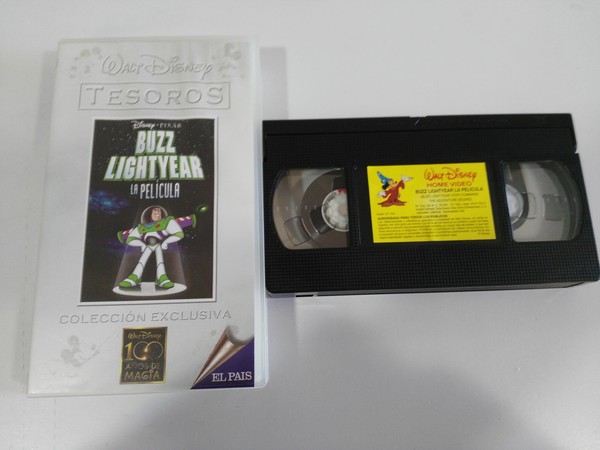 WALT DISNEY
TESOROS
DISNEY·PIXAR
BUZZ
LIGHTYEAR
LA PELÍCULA
COLECCIÓN EXCLUSIVA
WALT DISNEY
100
AÑOS DE
MAGIA
EL PAIS
WALT DISNEY
HOME VIDEO
BUZZ LIGHTYEAR LA PELICULA